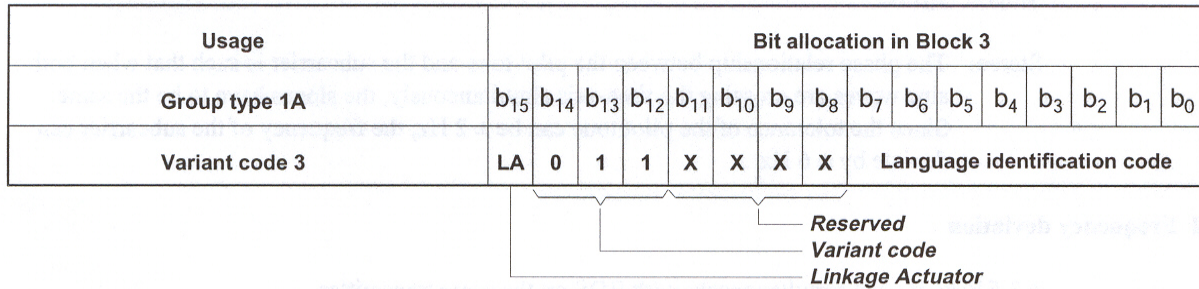 Usage Bit allocation in Block 3
Group type 1A b15 b14 b13 b12 b11 b10 b9 b8 b7 b6 b5 b4 b3 b2 b1 b0
Variant code 3 LA 0 1 1 X X X X Language identification code
Reserved
Variant code
Linkage Actuator